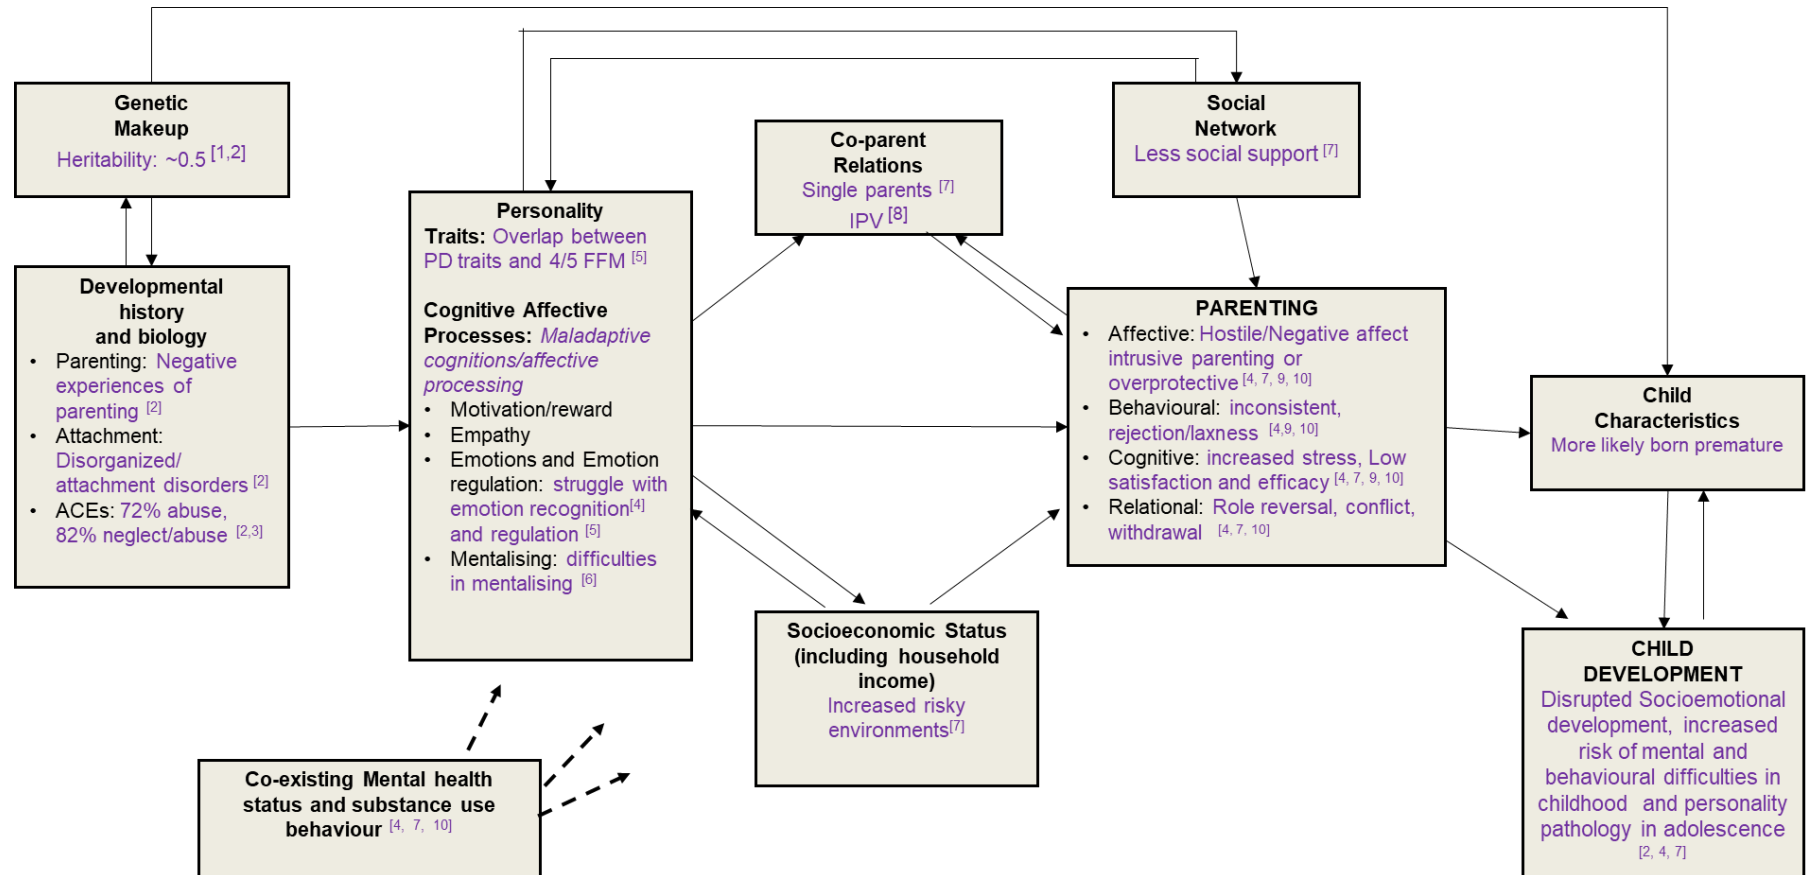 Genetic
Makeup
Heritability: ~0.5 [1,2]
Developmental
history
and biology
• Parenting: Negative
experiences of
parenting [2]
• Attachment:
Disorganized/
attachment disorders [2]
• ACEs: 72% abuse,
82% neglect/abuse [2,3]
Personality
Traits: Overlap between
PD traits and 4/5 FFM [5]
Cognitive Affective
Processes: Maladaptive
cognitions/affective
processing
• Motivation/reward
• Empathy
• Emotions and Emotion
regulation: struggle with
emotion recognition[4]
and regulation [5]
• Mentalising: difficulties
in mentalising [6]
Co-existing Mental health
status and substance use
behaviour [4, 7, 10]
Co-parent
Relations
Single parents [7]
IPV [8]
Socioeconomic Status
(including household
income)
Increased risky
environments[7]
Social
Network
Less social support [7]
PARENTING
• Affective: Hostile/Negative affect
intrusive parenting or
overprotective [4, 7, 9, 10]
• Behavioural: inconsistent,
rejection/laxness [4,9, 10]
• Cognitive: increased stress, Low
satisfaction and efficacy [4, 7, 9, 10]
• Relational: Role reversal, conflict,
withdrawal [4, 7, 10]
Child
Characteristics
More likely born premature
CHILD
DEVELOPMENT
Disrupted Socioemotional
development, increased
risk of mental and
behavioural difficulties in
childhood and personality
pathology in adolescence
[2, 4, 7]